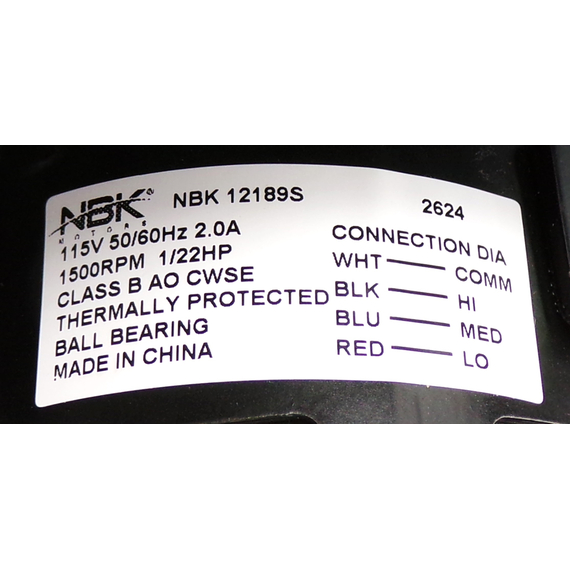 NBK MOTORS
NBK 12189S
2624
115V 50/60Hz 2.0A
1500RPM 1/22HP
CLASS B AO CWSE
THERMALLY PROTECTED
BALL BEARING
MADE IN CHINA
CONNECTION DIA
WHT — COMM
BLK — HI
BLU — MED
RED — LO